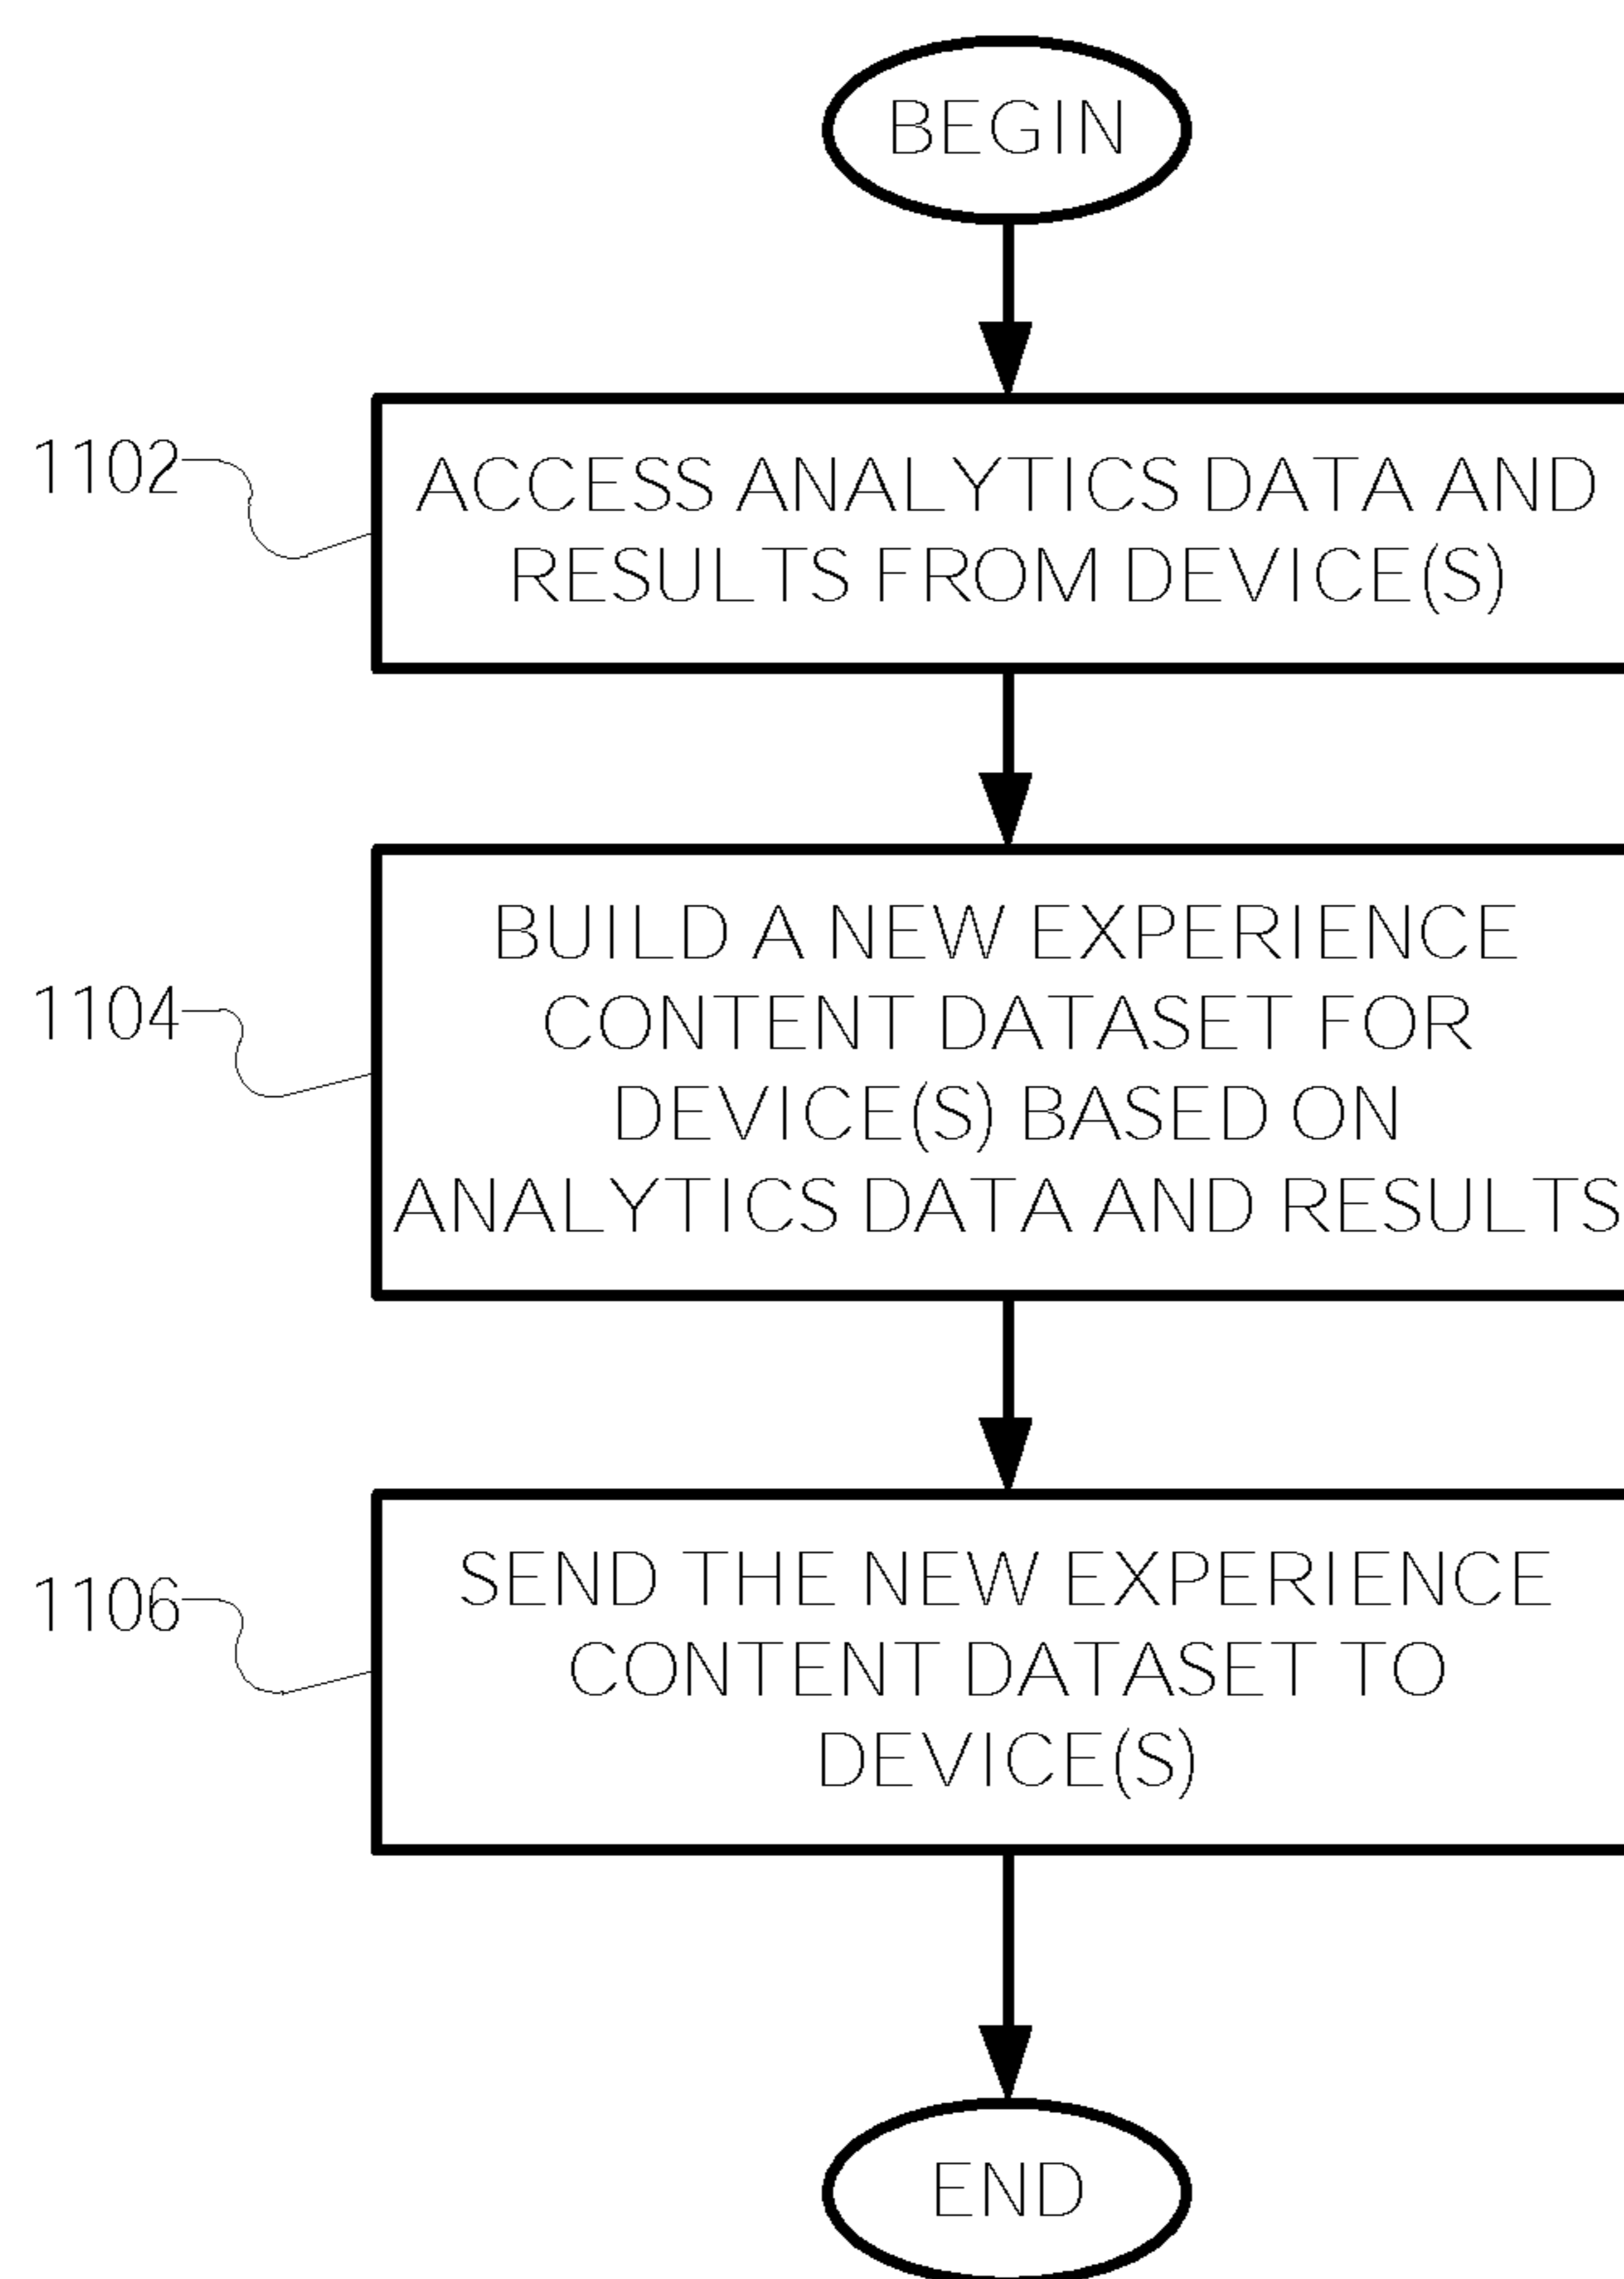 BEGIN
1102
ACCESS ANALYTICS DATA AND
RESULTS FROM DEVICE(S)
1104
BUILD A NEW EXPERIENCE
CONTENT DATASET FOR
DEVICE(S) BASED ON
ANALYTICS DATA AND RESULTS
1106
SEND THE NEW EXPERIENCE
CONTENT DATASET TO
DEVICE(S)
END